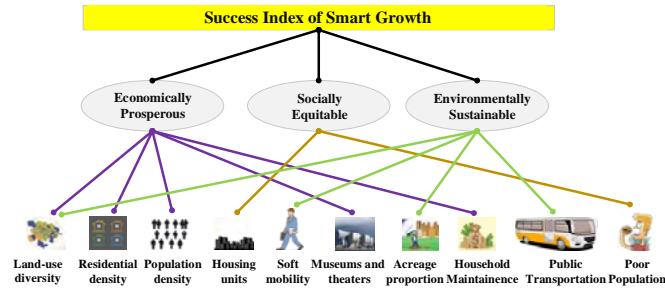 Success Index of Smart Growth
Economically
Prosperous
Socially
Equitable
Environmentally
Sustainable
Land-use
diversity
Residential
density
Population
density
Housing
units
Soft
mobility
Museums and
theaters
Acreage
proportion
Household
Maintainence
Public
Transportation
Poor
Population